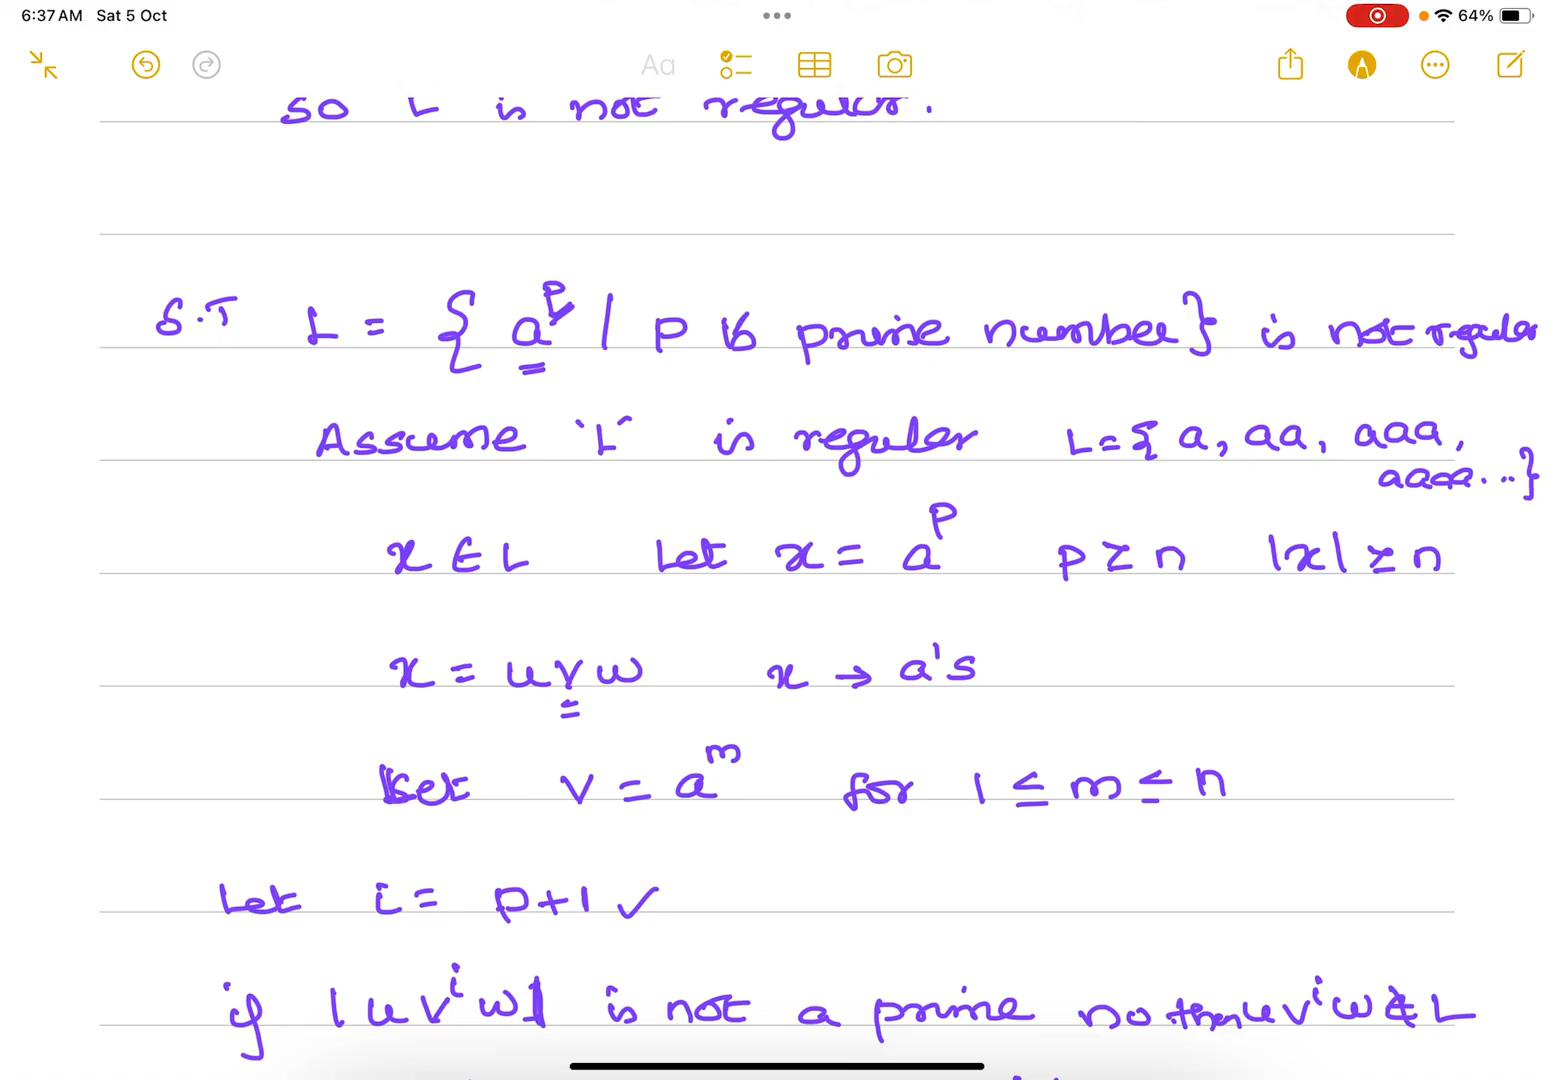 6:37 AM Sat 5 Oct
64%
Aa
so L is not regular.
S.T L = { a^p | p is prime number} is not regular
Assume 'L' is regular L={ a, aa, aaa,
aaaa...}
x ∈ L Let x = a^p p ≥ n |x| ≥ n
x = uvw x → a's
Let v = a^m for 1 ≤ m ≤ n
Let i = p+1 ✓
if |uv^i w| is not a prime no then uv^i w ∉ L